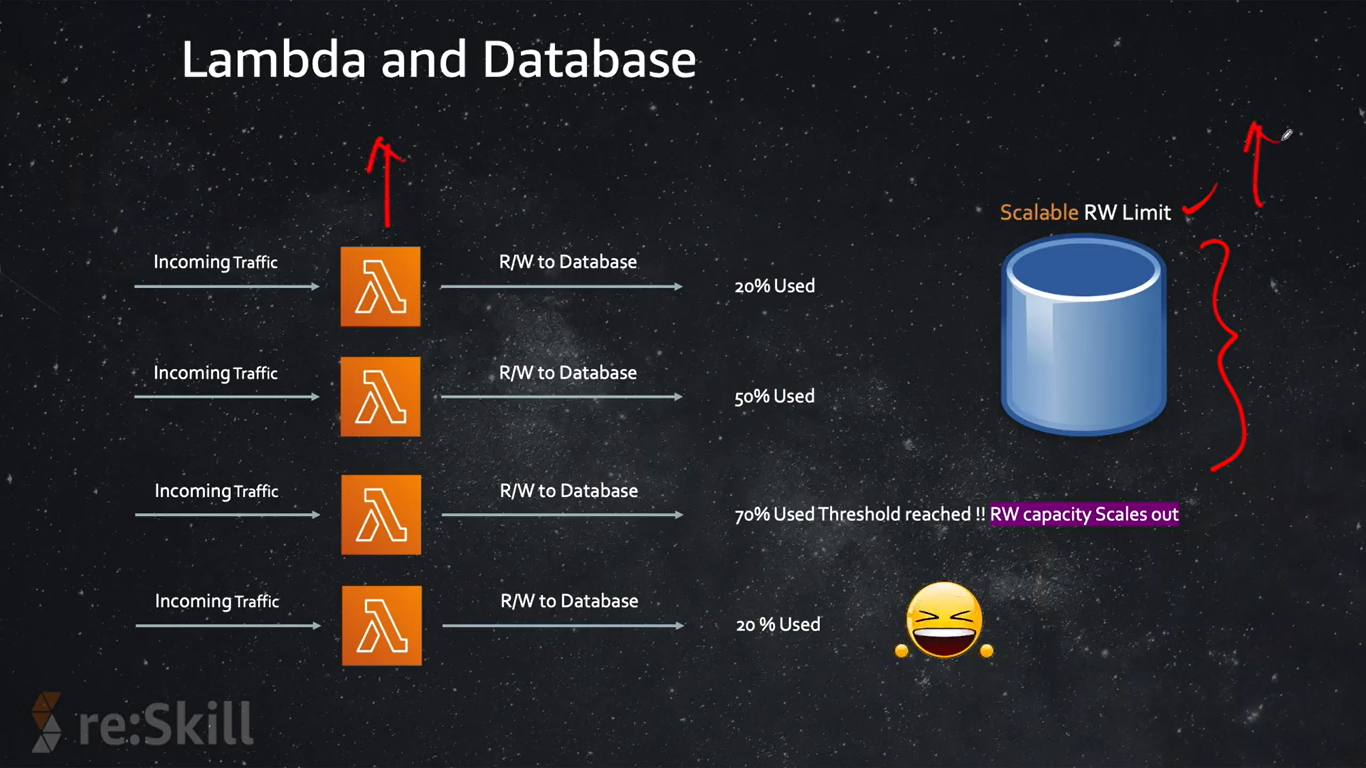 Lambda and Database
Scalable RW Limit
Incoming Traffic
R/W to Database
20% Used
Incoming Traffic
R/W to Database
50% Used
Incoming Traffic
R/W to Database
70% Used Threshold reached !! RW capacity Scales out
Incoming Traffic
R/W to Database
20 % Used
re:Skill